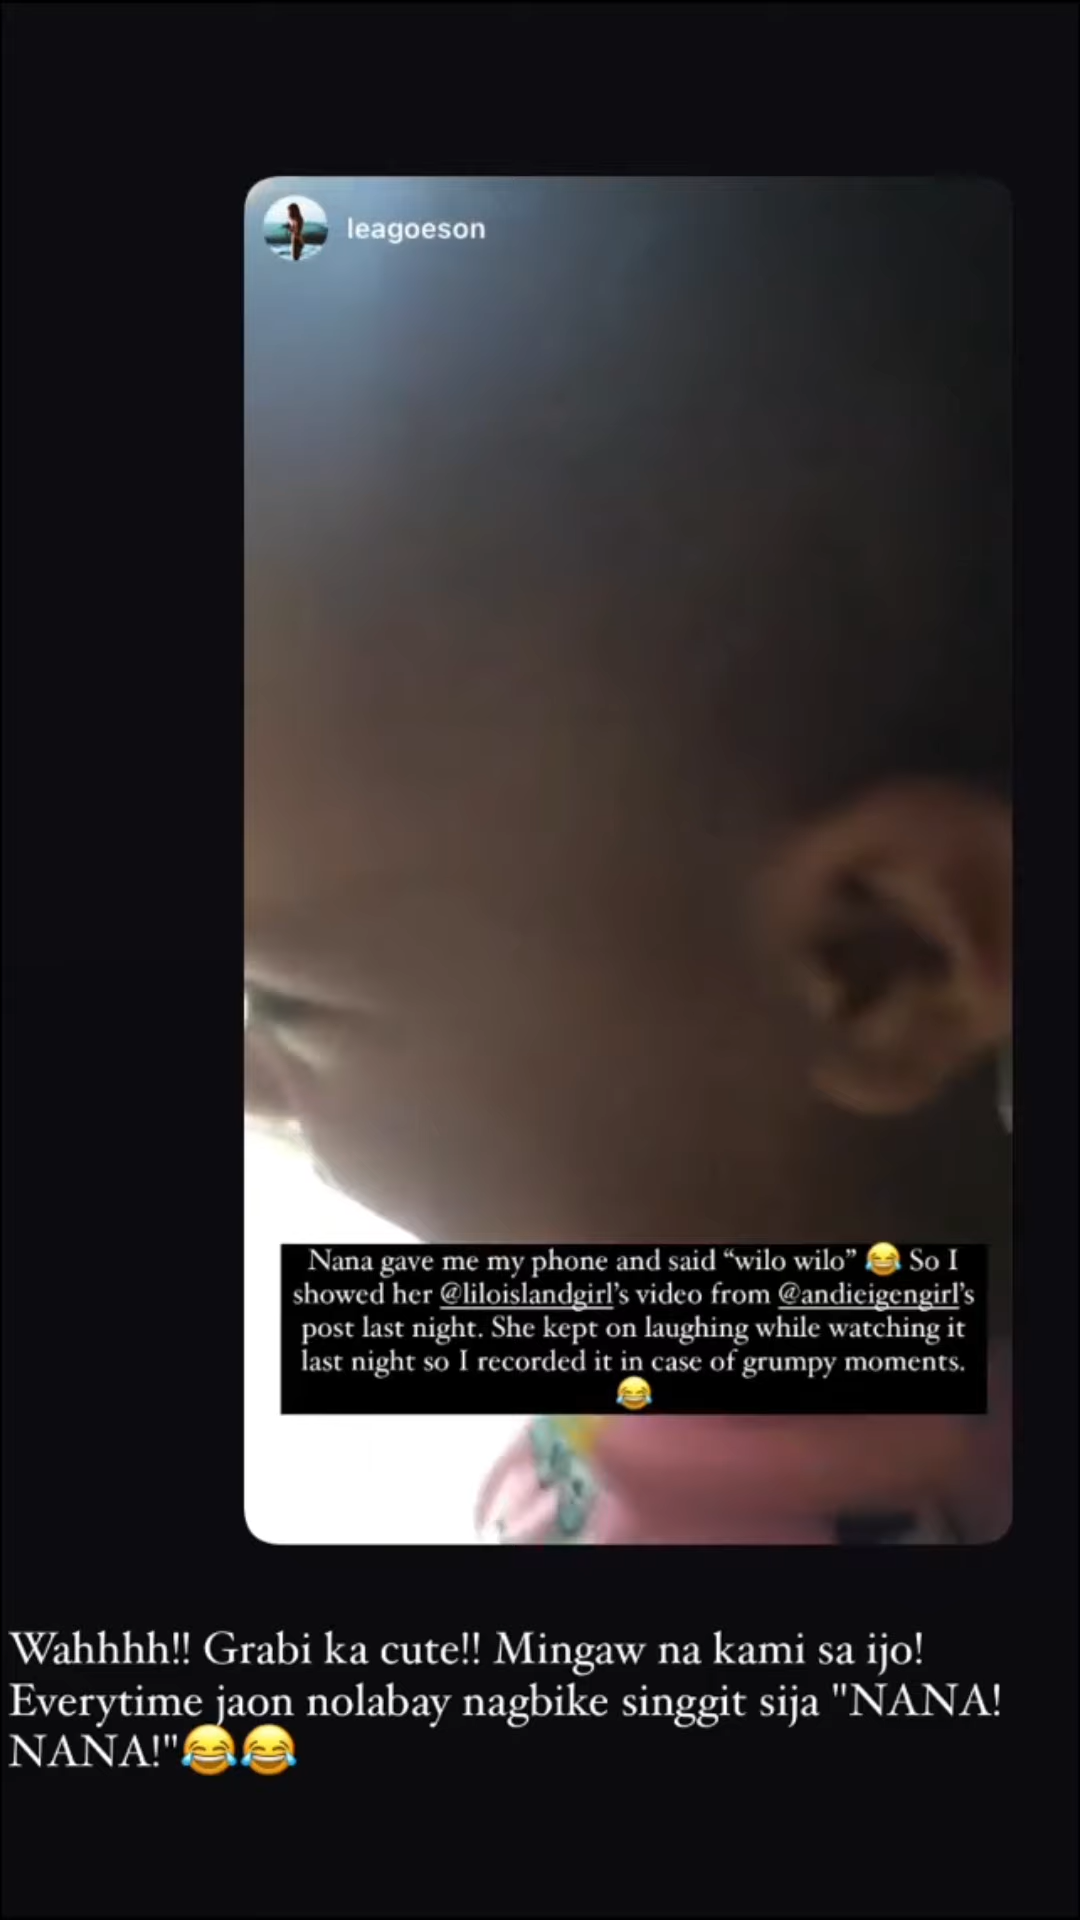 leagoeson
Nana gave me my phone and said “wilo wilo” 😂 So I
showed her @liloislandgirl’s video from @andieigengirl’s
post last night. She kept on laughing while watching it
last night so I recorded it in case of grumpy moments.
😂
Wahhhh!! Grabi ka cute!! Mingaw na kami sa ijo!
Everytime jaon nolabay nagbike singgit sija "NANA!
NANA!"😂😂